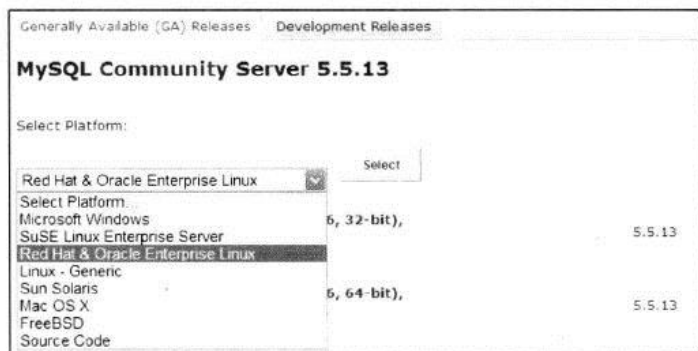 Generally Available (GA) Releases Development Releases
MySQL Community Server 5.5.13
Select Platform:
Red Hat & Oracle Enterprise Linux Select
Select Platform...
Microsoft Windows
6, 32-bit),
SuSE Linux Enterprise Server
5.5.13
Red Hat & Oracle Enterprise Linux
Linux - Generic
Sun Solaris
6, 64-bit),
Mac OS X
5.5.13
FreeBSD
Source Code